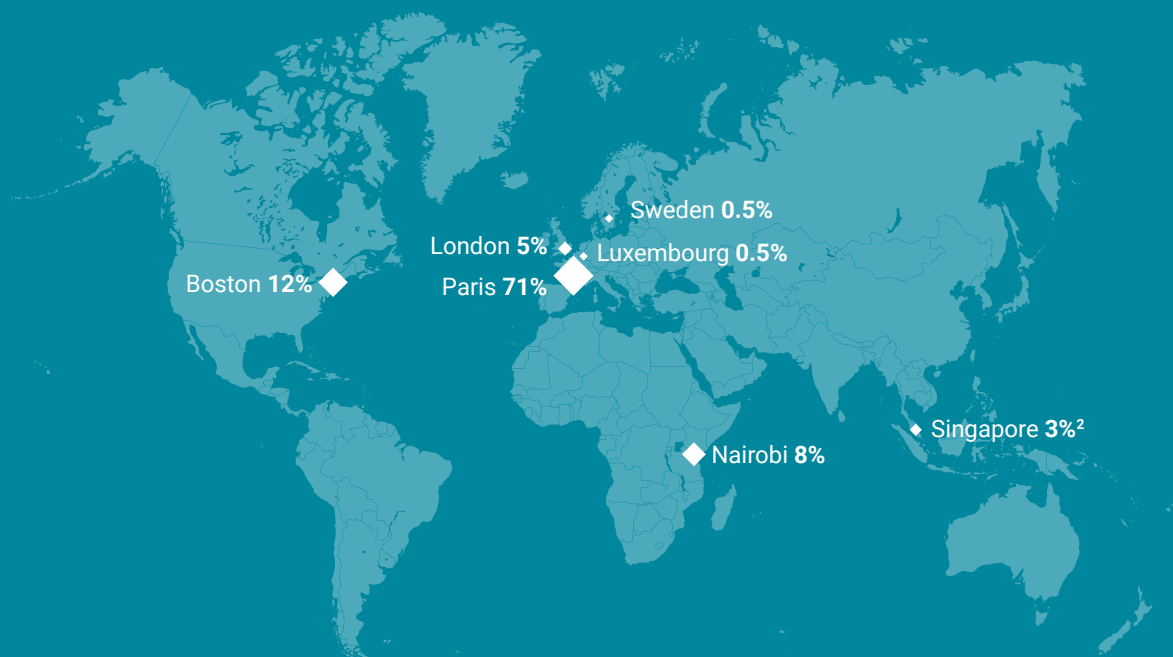 Sweden 0.5%
London 5%
Luxembourg 0.5%
Boston 12%
Paris 71%
Singapore 3%²
Nairobi 8%